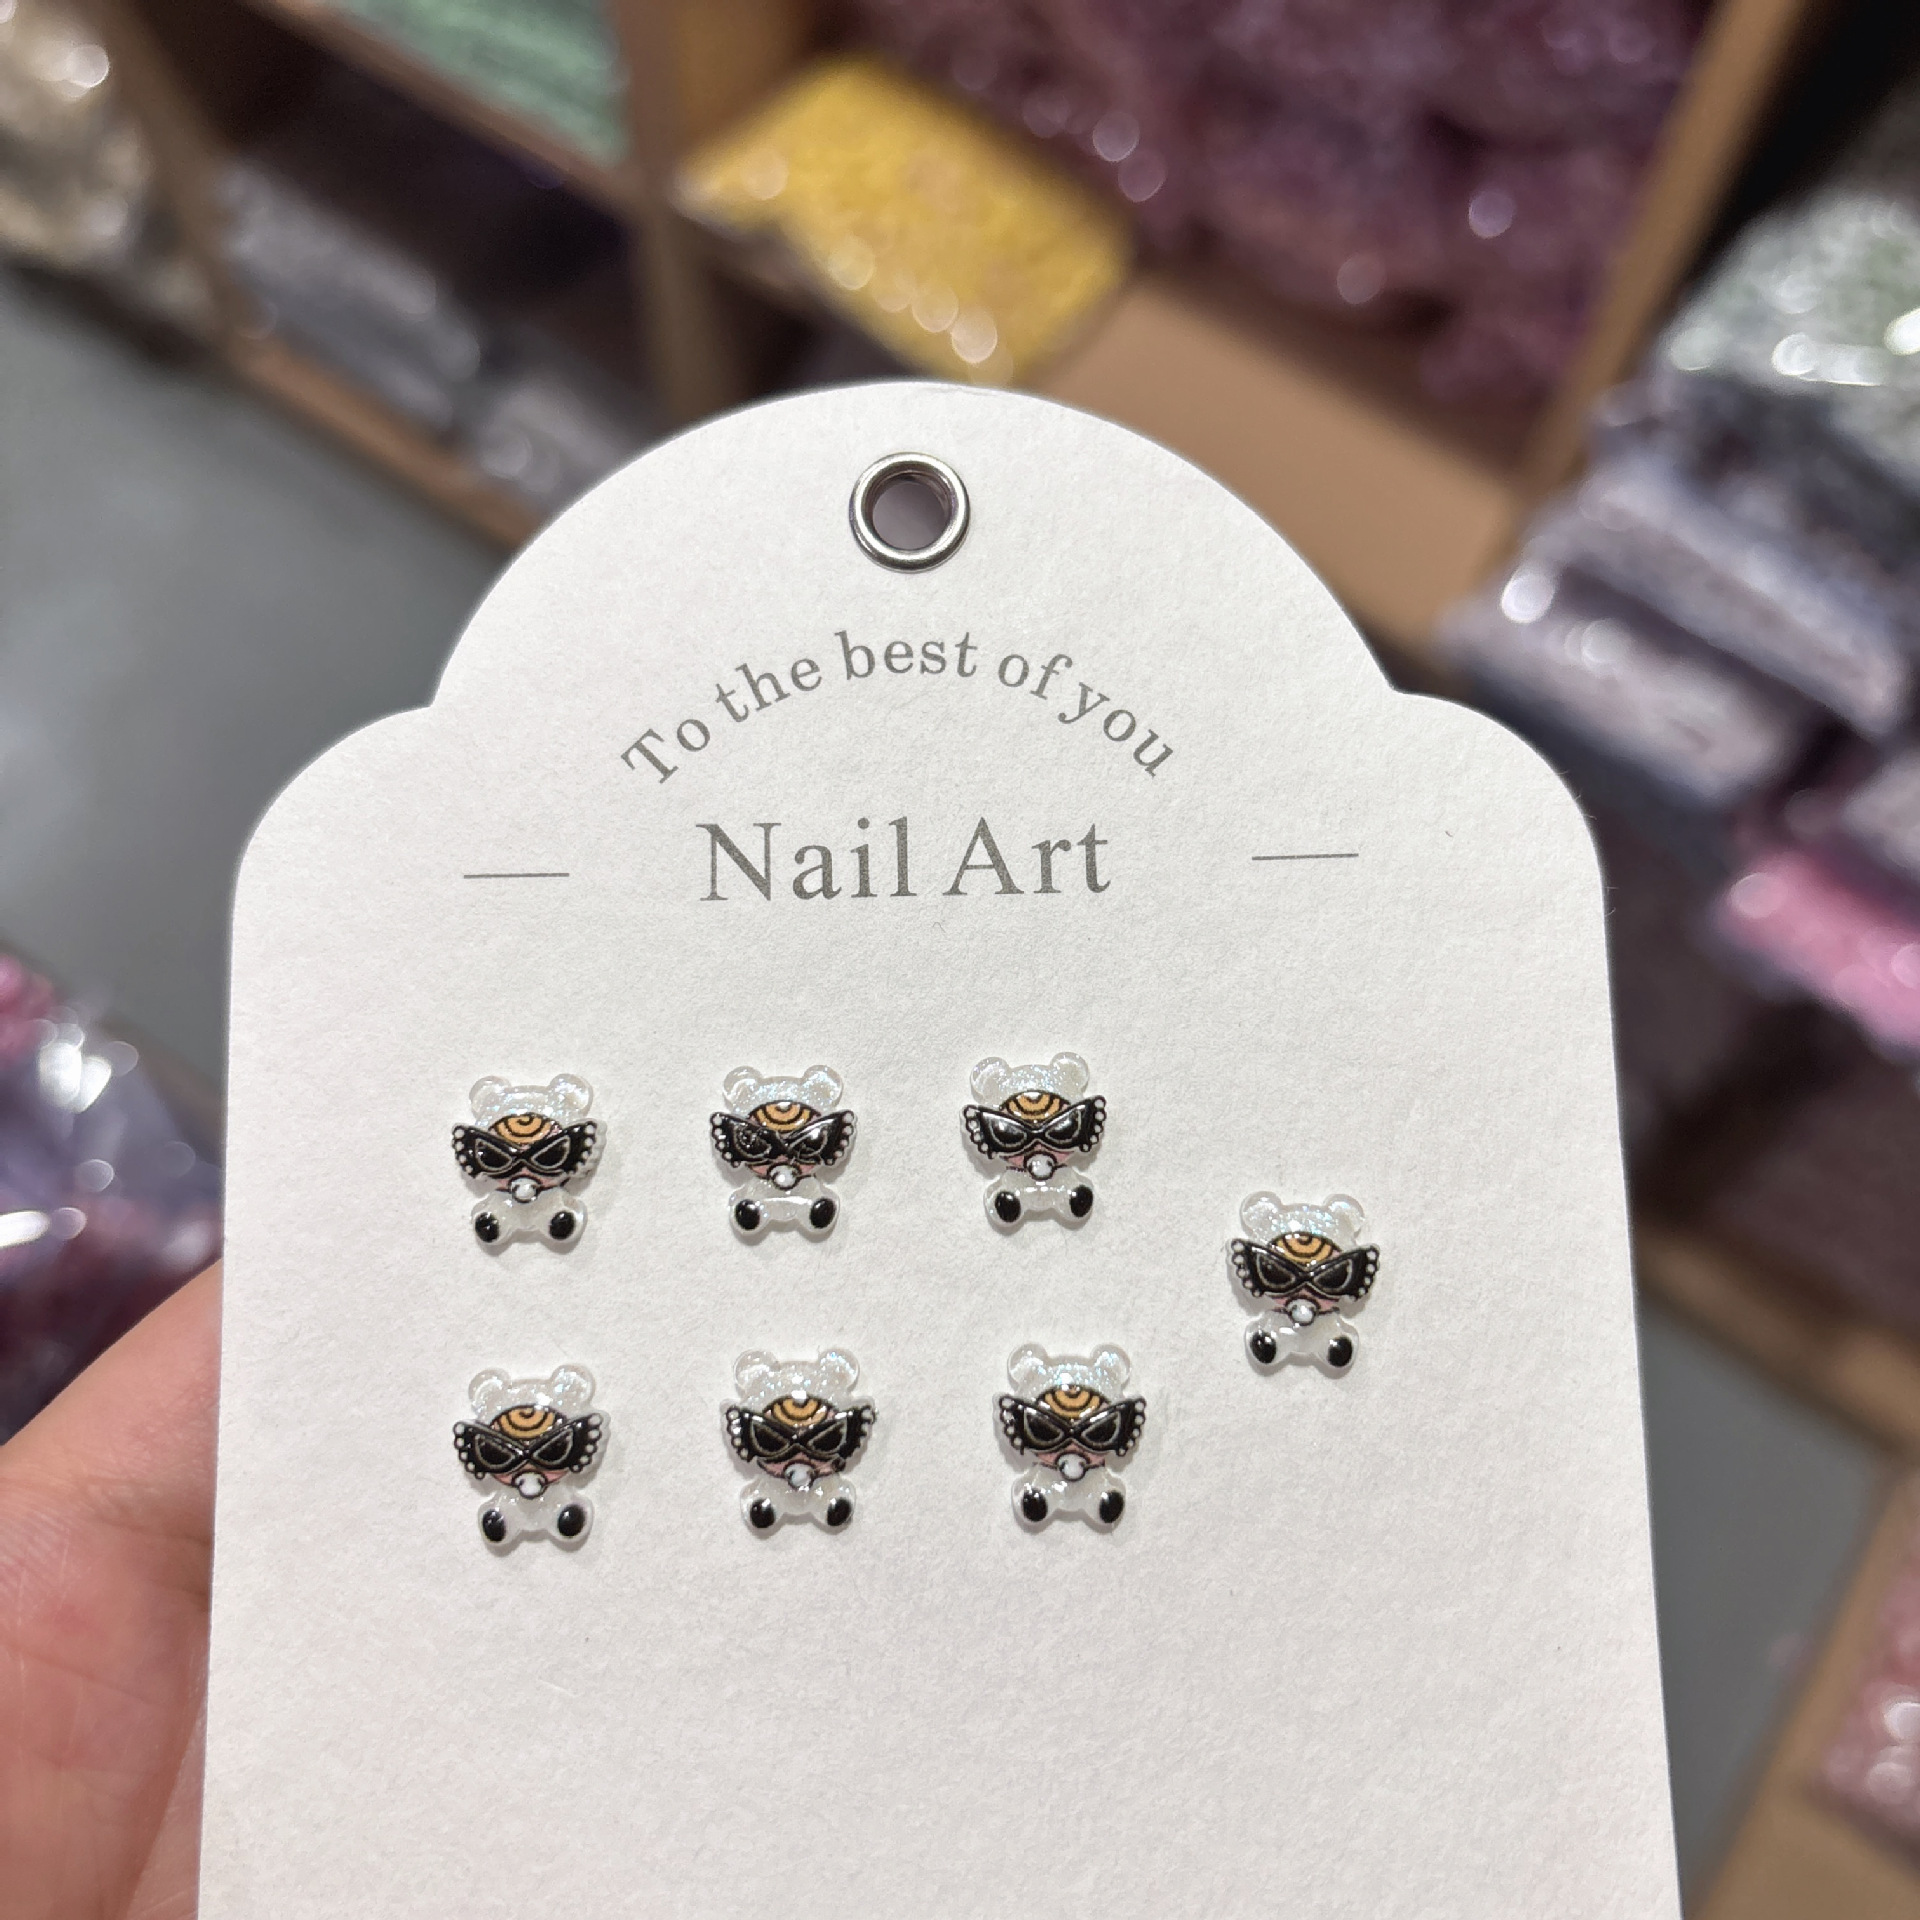 To the best of you
Nail Art